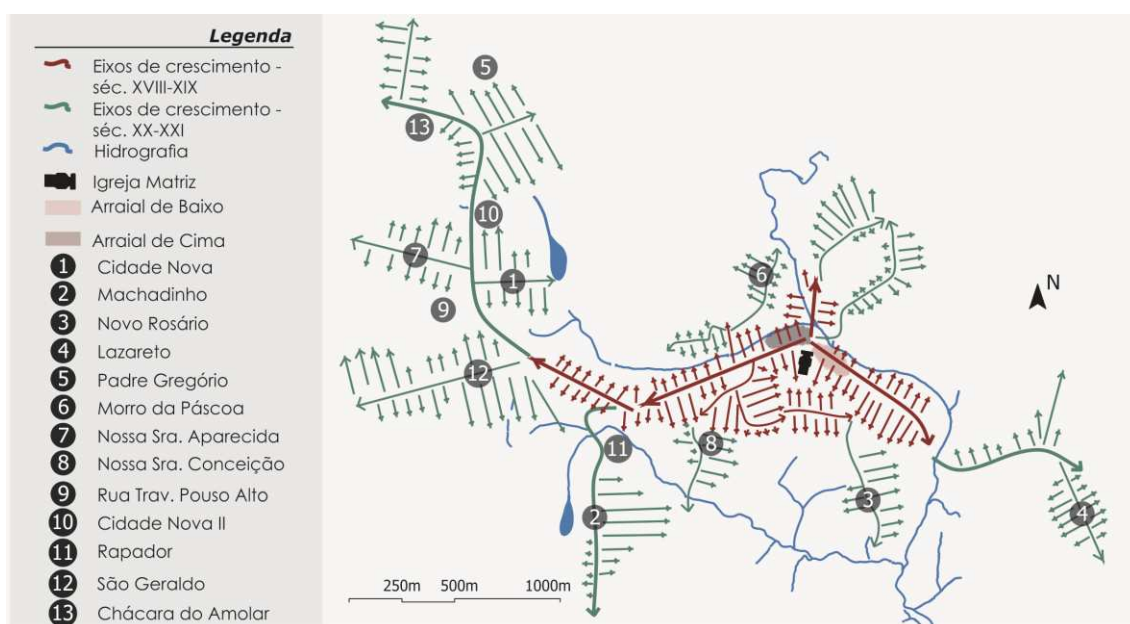 Legenda
Eixos de crescimento -
séc. XVIII-XIX
Eixos de crescimento -
séc. XX-XXI
Hidrografia
Igreja Matriz
Arraial de Baixo
Arraial de Cima
1 Cidade Nova
2 Machadinho
3 Novo Rosário
4 Lazareto
5 Padre Gregório
6 Morro da Páscoa
7 Nossa Sra. Aparecida
8 Nossa Sra. Conceição
9 Rua Trav. Pouso Alto
10 Cidade Nova II
11 Rapador
12 São Geraldo
13 Chácara do Amolar
5
13
10
7
1
9
6
N
12
8
11
3
2
4
250m 500m 1000m